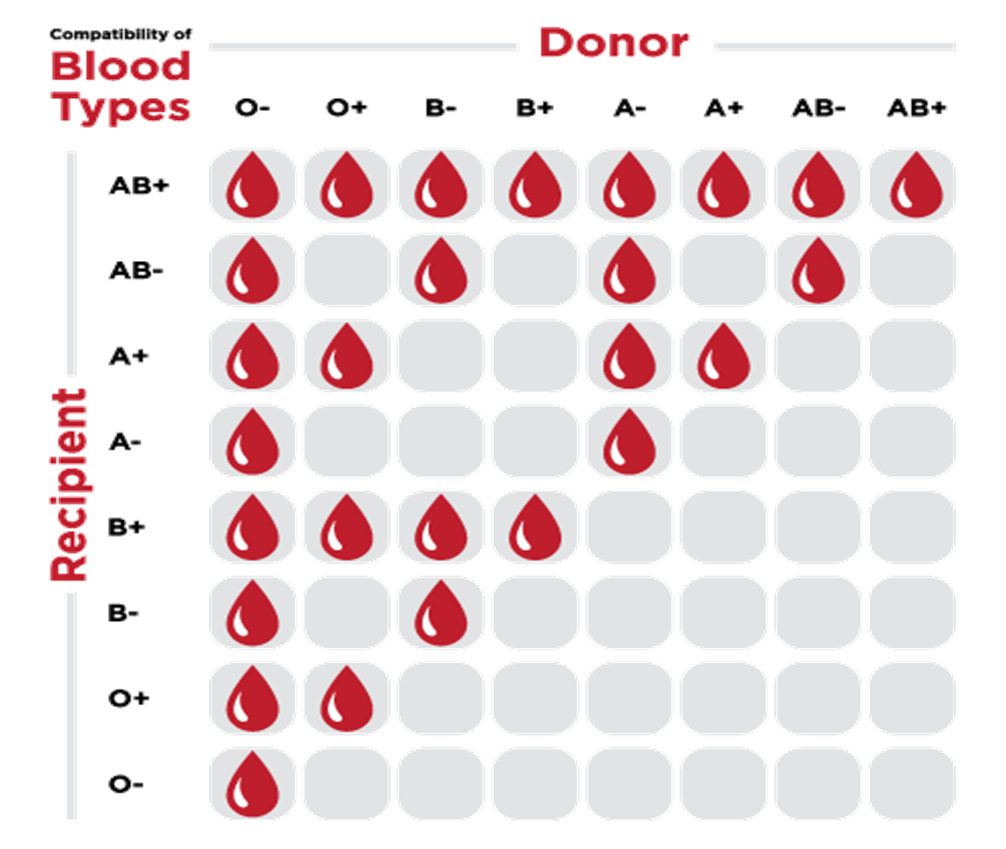 Compatibility of
Blood
Types
Donor
O- O+ B- B+ A- A+ AB- AB+
Recipient
AB+
AB-
A+
A-
B+
B-
O+
O-